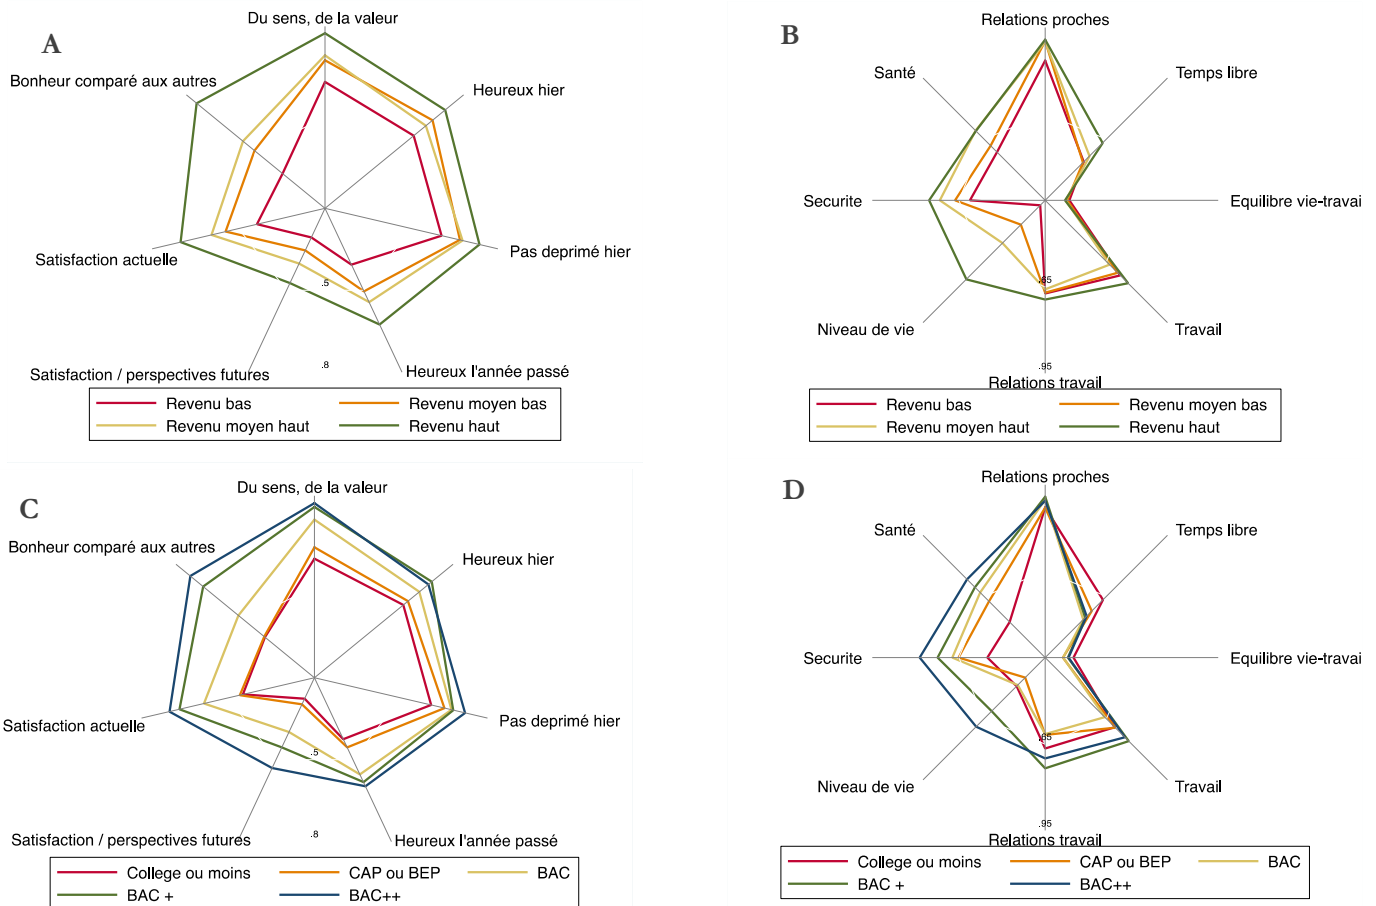 A
Du sens, de la valeur
Bonheur comparé aux autres
Heureux hier
Satisfaction actuelle
Pas deprimé hier
.5
Satisfaction / perspectives futures
.8
Heureux l'année passé
Revenu bas
Revenu moyen bas
Revenu moyen haut
Revenu haut
B
Relations proches
Santé
Temps libre
Securite
Equilibre vie-travai
.85
Niveau de vie
Travail
.95
Relations travail
Revenu bas
Revenu moyen bas
Revenu moyen haut
Revenu haut
C
Du sens, de la valeur
Bonheur comparé aux autres
Heureux hier
Satisfaction actuelle
Pas deprimé hier
.5
Satisfaction / perspectives futures
.8
Heureux l'année passé
College ou moins
CAP ou BEP
BAC
BAC +
BAC++
D
Relations proches
Santé
Temps libre
Securite
Equilibre vie-travai
.85
Niveau de vie
Travail
.95
Relations travail
College ou moins
CAP ou BEP
BAC
BAC +
BAC++